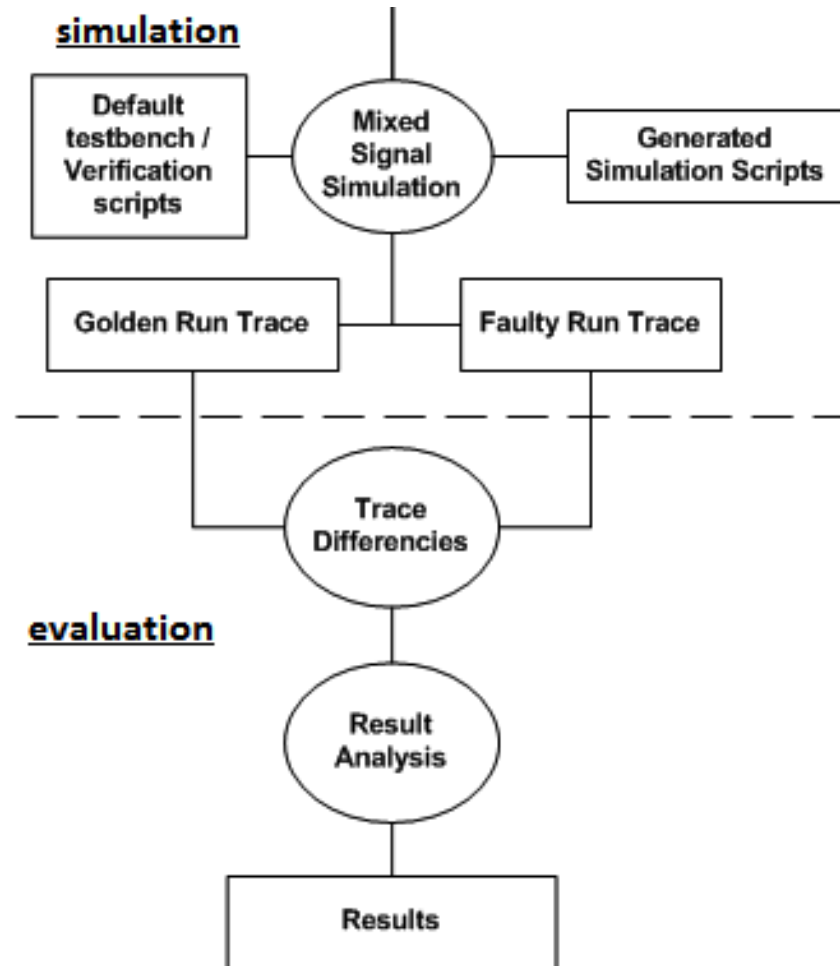 simulation
Default
testbench /
Verification
scripts
Mixed
Signal
Simulation
Generated
Simulation Scripts
Golden Run Trace
Faulty Run Trace
Trace
Differencies
evaluation
Result
Analysis
Results